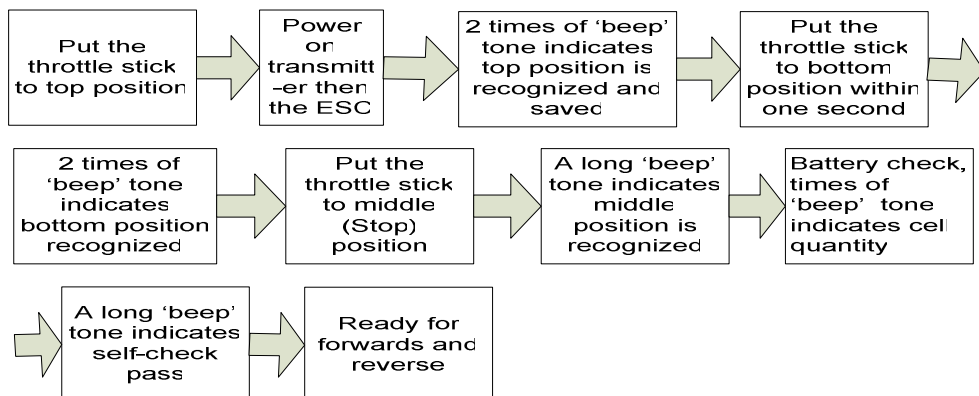 Put the
throttle stick
to top position
Power
on
transmitt
-er then
the ESC
2 times of ‘beep’
tone indicates
top position is
recognized and
saved
Put the
throttle stick
to bottom
position within
one second
2 times of
‘beep’ tone
indicates
bottom position
recognized
Put the
throttle stick
to middle
(Stop)
position
A long ‘beep’
tone indicates
middle
position is
recognized
Battery check,
times of
‘beep’ tone
indicates cell
quantity
A long ‘beep’
tone indicates
self-check
pass
Ready for
forwards and
reverse